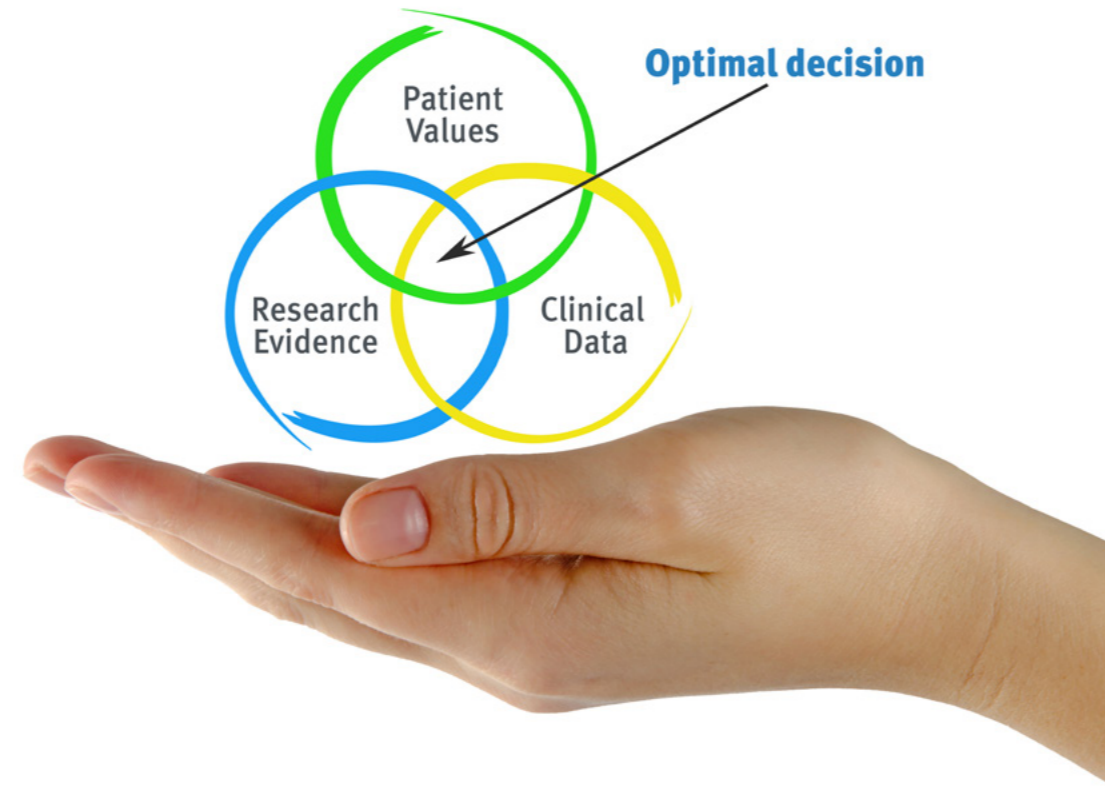 Optimal decision
Patient
Values
Research
Evidence
Clinical
Data